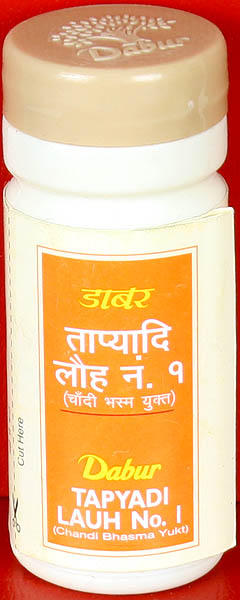 Dabur
डाबर
ताप्यादि
लौह न. १
(चाँदी भस्म युक्त)
Dabur
TAPYADI
LAUH No. I
(Chandi Bhasma Yukt)
Cut Here